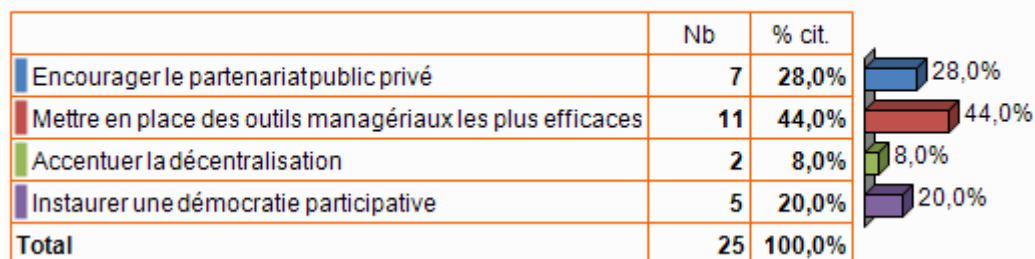 Nb % cit.
Encourager le partenariat public privé 7 28,0% 28,0%
Mettre en place des outils managériaux les plus efficaces 11 44,0% 44,0%
Accentuer la décentralisation 2 8,0% 8,0%
Instaurer une démocratie participative 5 20,0% 20,0%
Total 25 100,0%